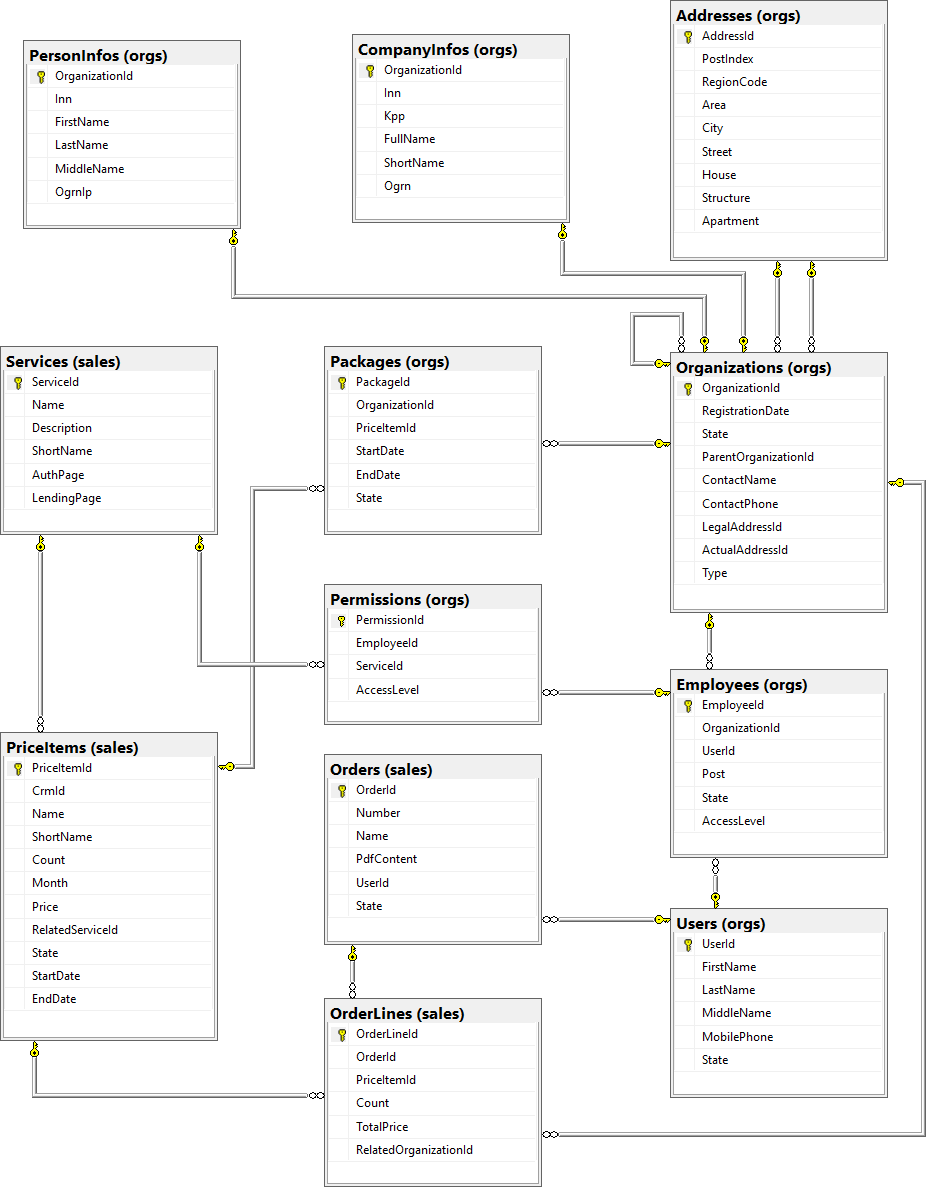 PersonInfos (orgs)
OrganizationId
Inn
FirstName
LastName
MiddleName
OgrnIp
CompanyInfos (orgs)
OrganizationId
Inn
Kpp
FullName
ShortName
Ogrn
Addresses (orgs)
AddressId
PostIndex
RegionCode
Area
City
Street
House
Structure
Apartment
Services (sales)
ServiceId
Name
Description
ShortName
AuthPage
LendingPage
Packages (orgs)
PackageId
OrganizationId
PriceItemId
StartDate
EndDate
State
Organizations (orgs)
OrganizationId
RegistrationDate
State
ParentOrganizationId
ContactName
ContactPhone
LegalAddressId
ActualAddressId
Type
Permissions (orgs)
PermissionId
EmployeeId
ServiceId
AccessLevel
Employees (orgs)
EmployeeId
OrganizationId
UserId
Post
State
AccessLevel
PriceItems (sales)
PriceItemId
CrmId
Name
ShortName
Count
Month
Price
RelatedServiceId
State
StartDate
EndDate
Orders (sales)
OrderId
Number
Name
PdfContent
UserId
State
Users (orgs)
UserId
FirstName
LastName
MiddleName
MobilePhone
State
OrderLines (sales)
OrderLineId
OrderId
PriceItemId
Count
TotalPrice
RelatedOrganizationId